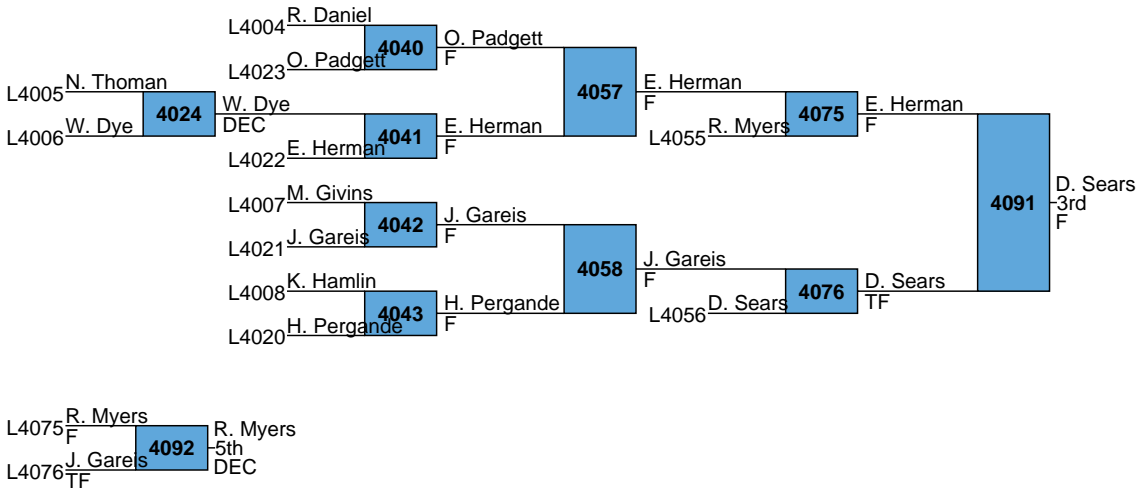 R. Daniel
L4004
4040
O. Padgett
F
O. Padgett
L4023
N. Thoman
L4005
4024
W. Dye
DEC
W. Dye
L4006
4041
E. Herman
F
E. Herman
L4022
4057
E. Herman
F
R. Myers
L4055
4075
E. Herman
F
M. Givins
L4007
4042
J. Gareis
F
J. Gareis
L4021
K. Hamlin
L4008
4043
H. Pergande
F
H. Pergande
L4020
4058
J. Gareis
F
D. Sears
L4056
4076
D. Sears
TF
4091
D. Sears
3rd
F
R. Myers
L4075
F
4092
R. Myers
5th
DEC
J. Gareis
L4076
TF